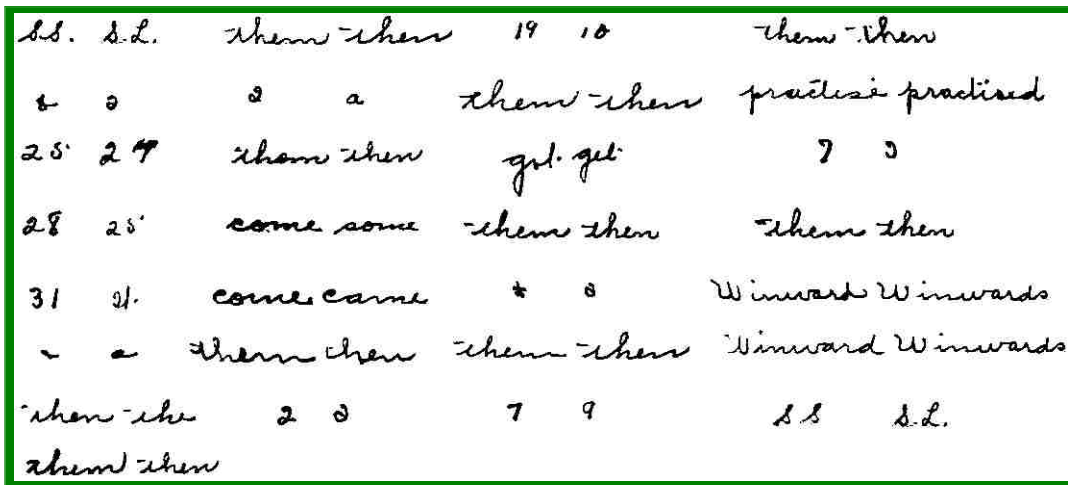 S.S. S.L. them then 19 10 them then
2 a them then practise practised
25 24 them then got. get. 7 9
28 25 come some them then them then
31 21. come came * a Winward Winwards
a them then them then Winward Winwards
then the 2 a 7 9 S S S.L.
them then